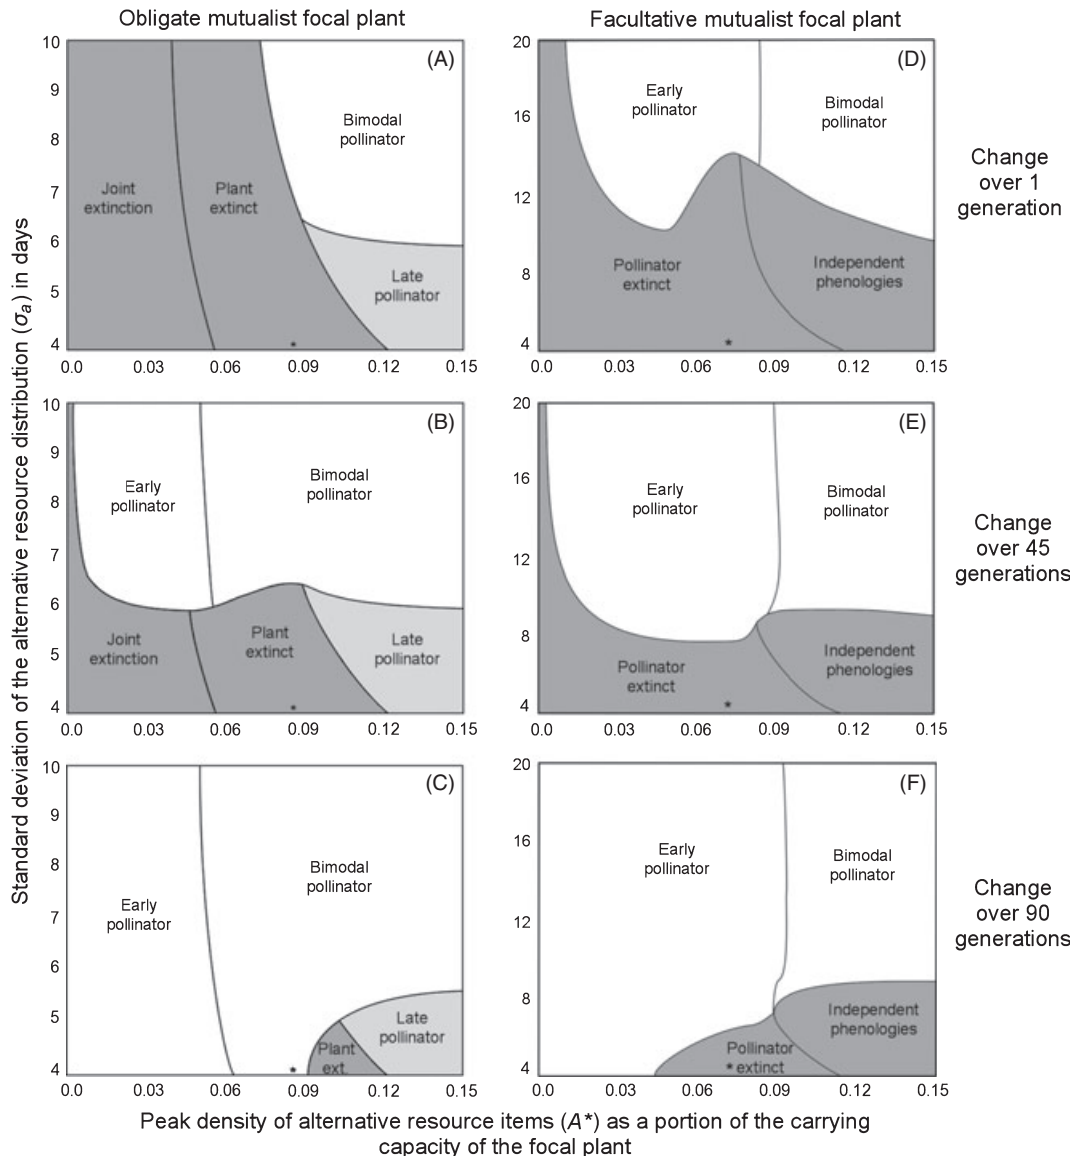 Obligate mutualist focal plant
Facultative mutualist focal plant
Standard deviation of the alternative resource distribution (σa) in days
10
9
8
7
6
5
4
(A)
Joint
extinction
Plant
extinct
Bimodal
pollinator
Late
pollinator
*
0.0 0.03 0.06 0.09 0.12 0.15
20
16
12
8
4
(D)
Early
pollinator
Bimodal
pollinator
Pollinator
extinct
Independent
phenologies
*
0.0 0.03 0.06 0.09 0.12 0.15
Change
over 1
generation
10
9
8
7
6
5
4
(B)
Early
pollinator
Bimodal
pollinator
Joint
extinction
Plant
extinct
Late
pollinator
*
0.0 0.03 0.06 0.09 0.12 0.15
20
16
12
8
4
(E)
Early
pollinator
Bimodal
pollinator
Pollinator
extinct
Independent
phenologies
*
0.0 0.03 0.06 0.09 0.12 0.15
Change
over 45
generations
10
9
8
7
6
5
4
(C)
Early
pollinator
Bimodal
pollinator
Plant
ext.
Late
pollinator
*
0.0 0.03 0.06 0.09 0.12 0.15
20
16
12
8
4
(F)
Early
pollinator
Bimodal
pollinator
Pollinator
* extinct
Independent
phenologies
0.0 0.03 0.06 0.09 0.12 0.15
Change
over 90
generations
Peak density of alternative resource items (A*) as a portion of the carrying
capacity of the focal plant